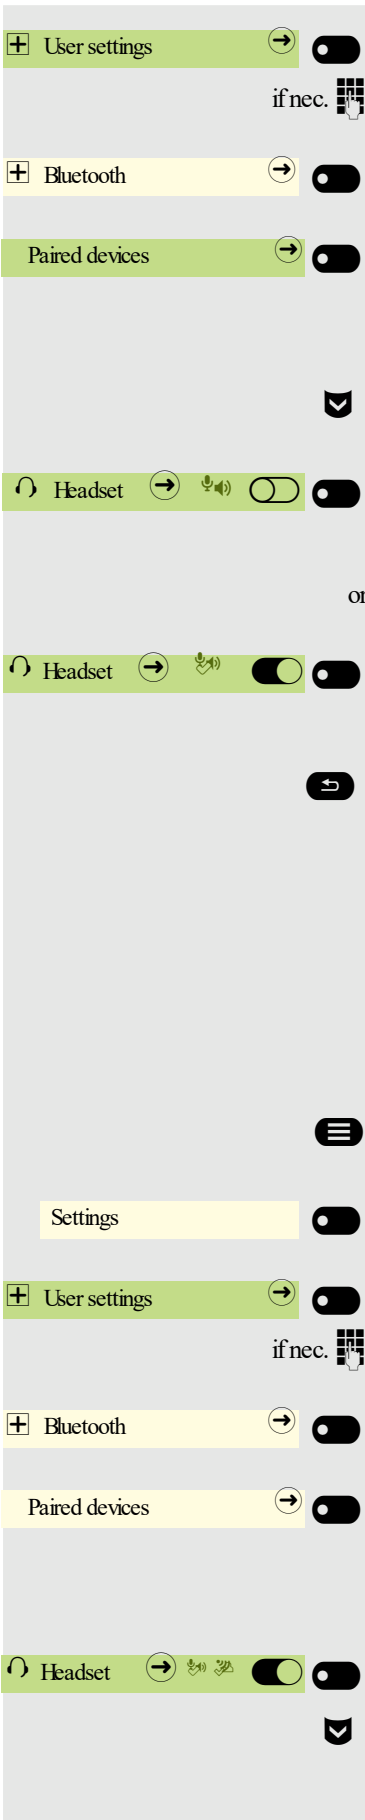 User settings
if nec.
Bluetooth
Paired devices
Headset
or
Headset
Settings
User settings
if nec.
Bluetooth
Paired devices
Headset